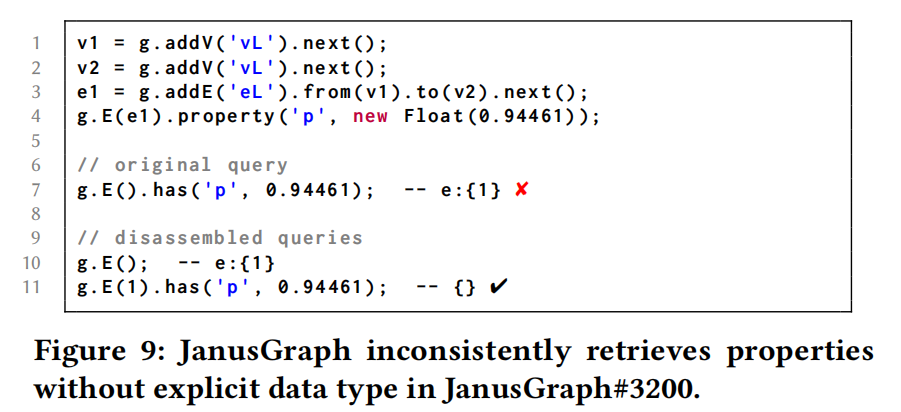 1 v1 = g.addV('vL').next();
2 v2 = g.addV('vL').next();
3 e1 = g.addE('eL').from(v1).to(v2).next();
4 g.E(e1).property('p', new Float(0.94461));
5
6 // original query
7 g.E().has('p', 0.94461); -- e:{1} ✘
8
9 // disassembled queries
10 g.E(); -- e:{1}
11 g.E(1).has('p', 0.94461); -- {} ✔
Figure 9: JanusGraph inconsistently retrieves properties
without explicit data type in JanusGraph#3200.